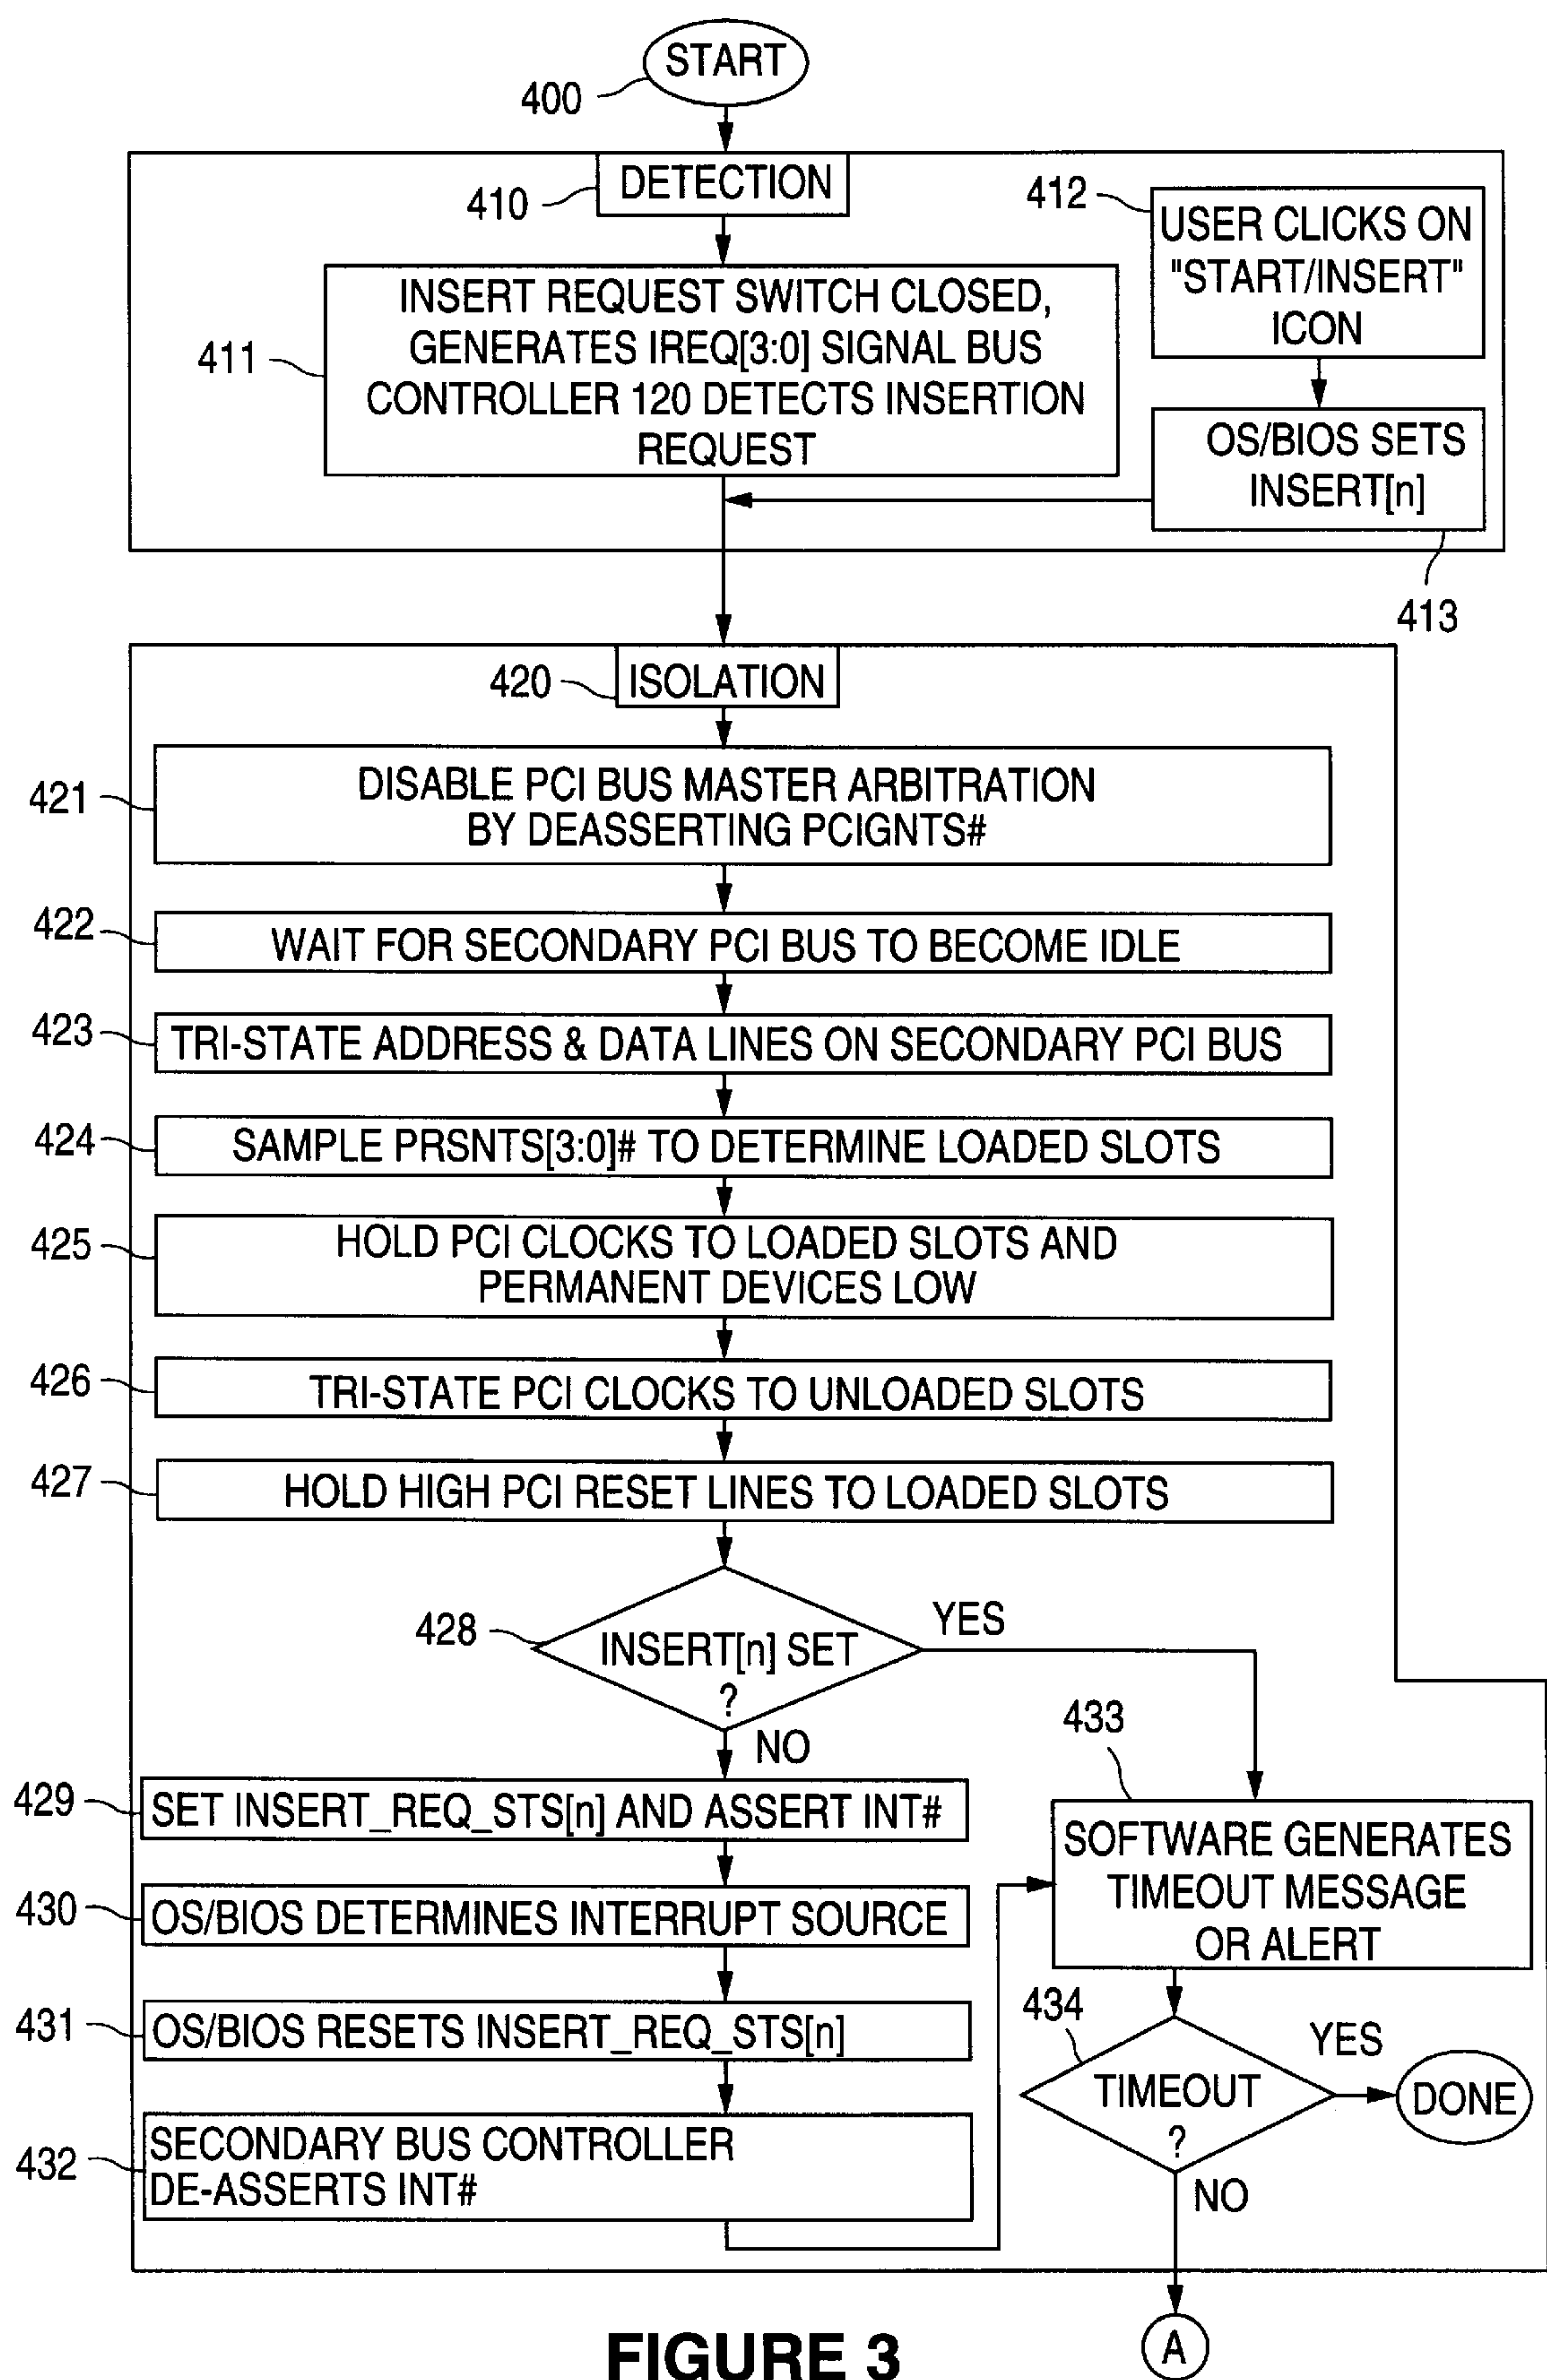 START
400
DETECTION
410
412
USER CLICKS ON
"START/INSERT"
ICON
411
INSERT REQUEST SWITCH CLOSED,
GENERATES IREQ[3:0] SIGNAL BUS
CONTROLLER 120 DETECTS INSERTION
REQUEST
OS/BIOS SETS
INSERT[n]
413
420
ISOLATION
421
DISABLE PCI BUS MASTER ARBITRATION
BY DEASSERTING PCIGNTS#
422
WAIT FOR SECONDARY PCI BUS TO BECOME IDLE
423
TRI-STATE ADDRESS & DATA LINES ON SECONDARY PCI BUS
424
SAMPLE PRSNTS[3:0]# TO DETERMINE LOADED SLOTS
425
HOLD PCI CLOCKS TO LOADED SLOTS AND
PERMANENT DEVICES LOW
426
TRI-STATE PCI CLOCKS TO UNLOADED SLOTS
427
HOLD HIGH PCI RESET LINES TO LOADED SLOTS
428
INSERT[n] SET
?
YES
NO
429
SET INSERT_REQ_STS[n] AND ASSERT INT#
430
OS/BIOS DETERMINES INTERRUPT SOURCE
431
OS/BIOS RESETS INSERT_REQ_STS[n]
432
SECONDARY BUS CONTROLLER
DE-ASSERTS INT#
433
SOFTWARE GENERATES
TIMEOUT MESSAGE
OR ALERT
434
TIMEOUT
?
YES
DONE
NO
A
FIGURE 3